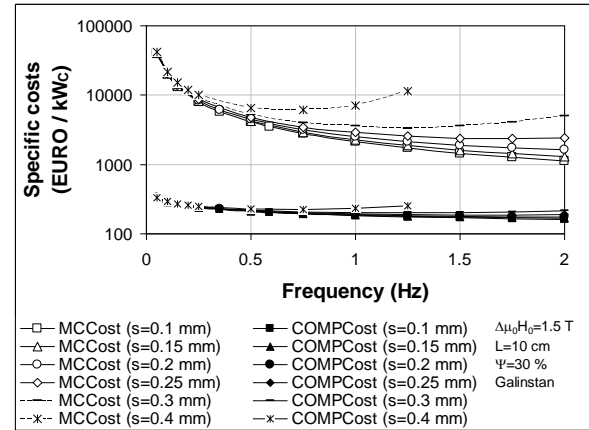 Specific costs
(EURO / kWC)
100000
10000
1000
100
0
0.5
1
1.5
2
Frequency (Hz)
MCCost (s=0.1 mm)
MCCost (s=0.15 mm)
MCCost (s=0.2 mm)
MCCost (s=0.25 mm)
MCCost (s=0.3 mm)
MCCost (s=0.4 mm)
COMPCost (s=0.1 mm)
COMPCost (s=0.15 mm)
COMPCost (s=0.2 mm)
COMPCost (s=0.25 mm)
COMPCost (s=0.3 mm)
COMPCost (s=0.4 mm)
Δμ0H0=1.5 T
L=10 cm
Ψ=30 %
Galinstan